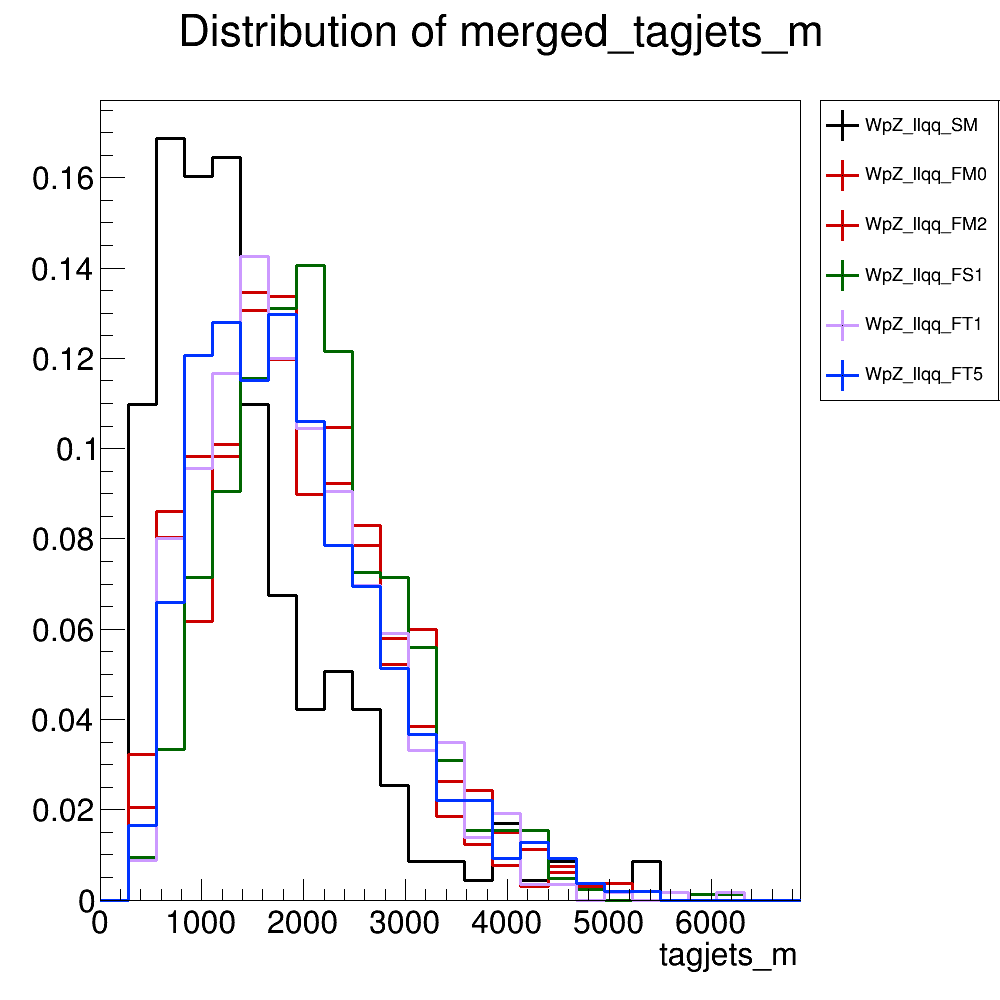 Distribution of merged_tagjets_m
WpZ_llqq_SM
WpZ_llqq_FM0
WpZ_llqq_FM2
WpZ_llqq_FS1
WpZ_llqq_FT1
WpZ_llqq_FT5
0.16
0.14
0.12
0.1
0.08
0.06
0.04
0.02
0
0 1000 2000 3000 4000 5000 6000
tagjets_m